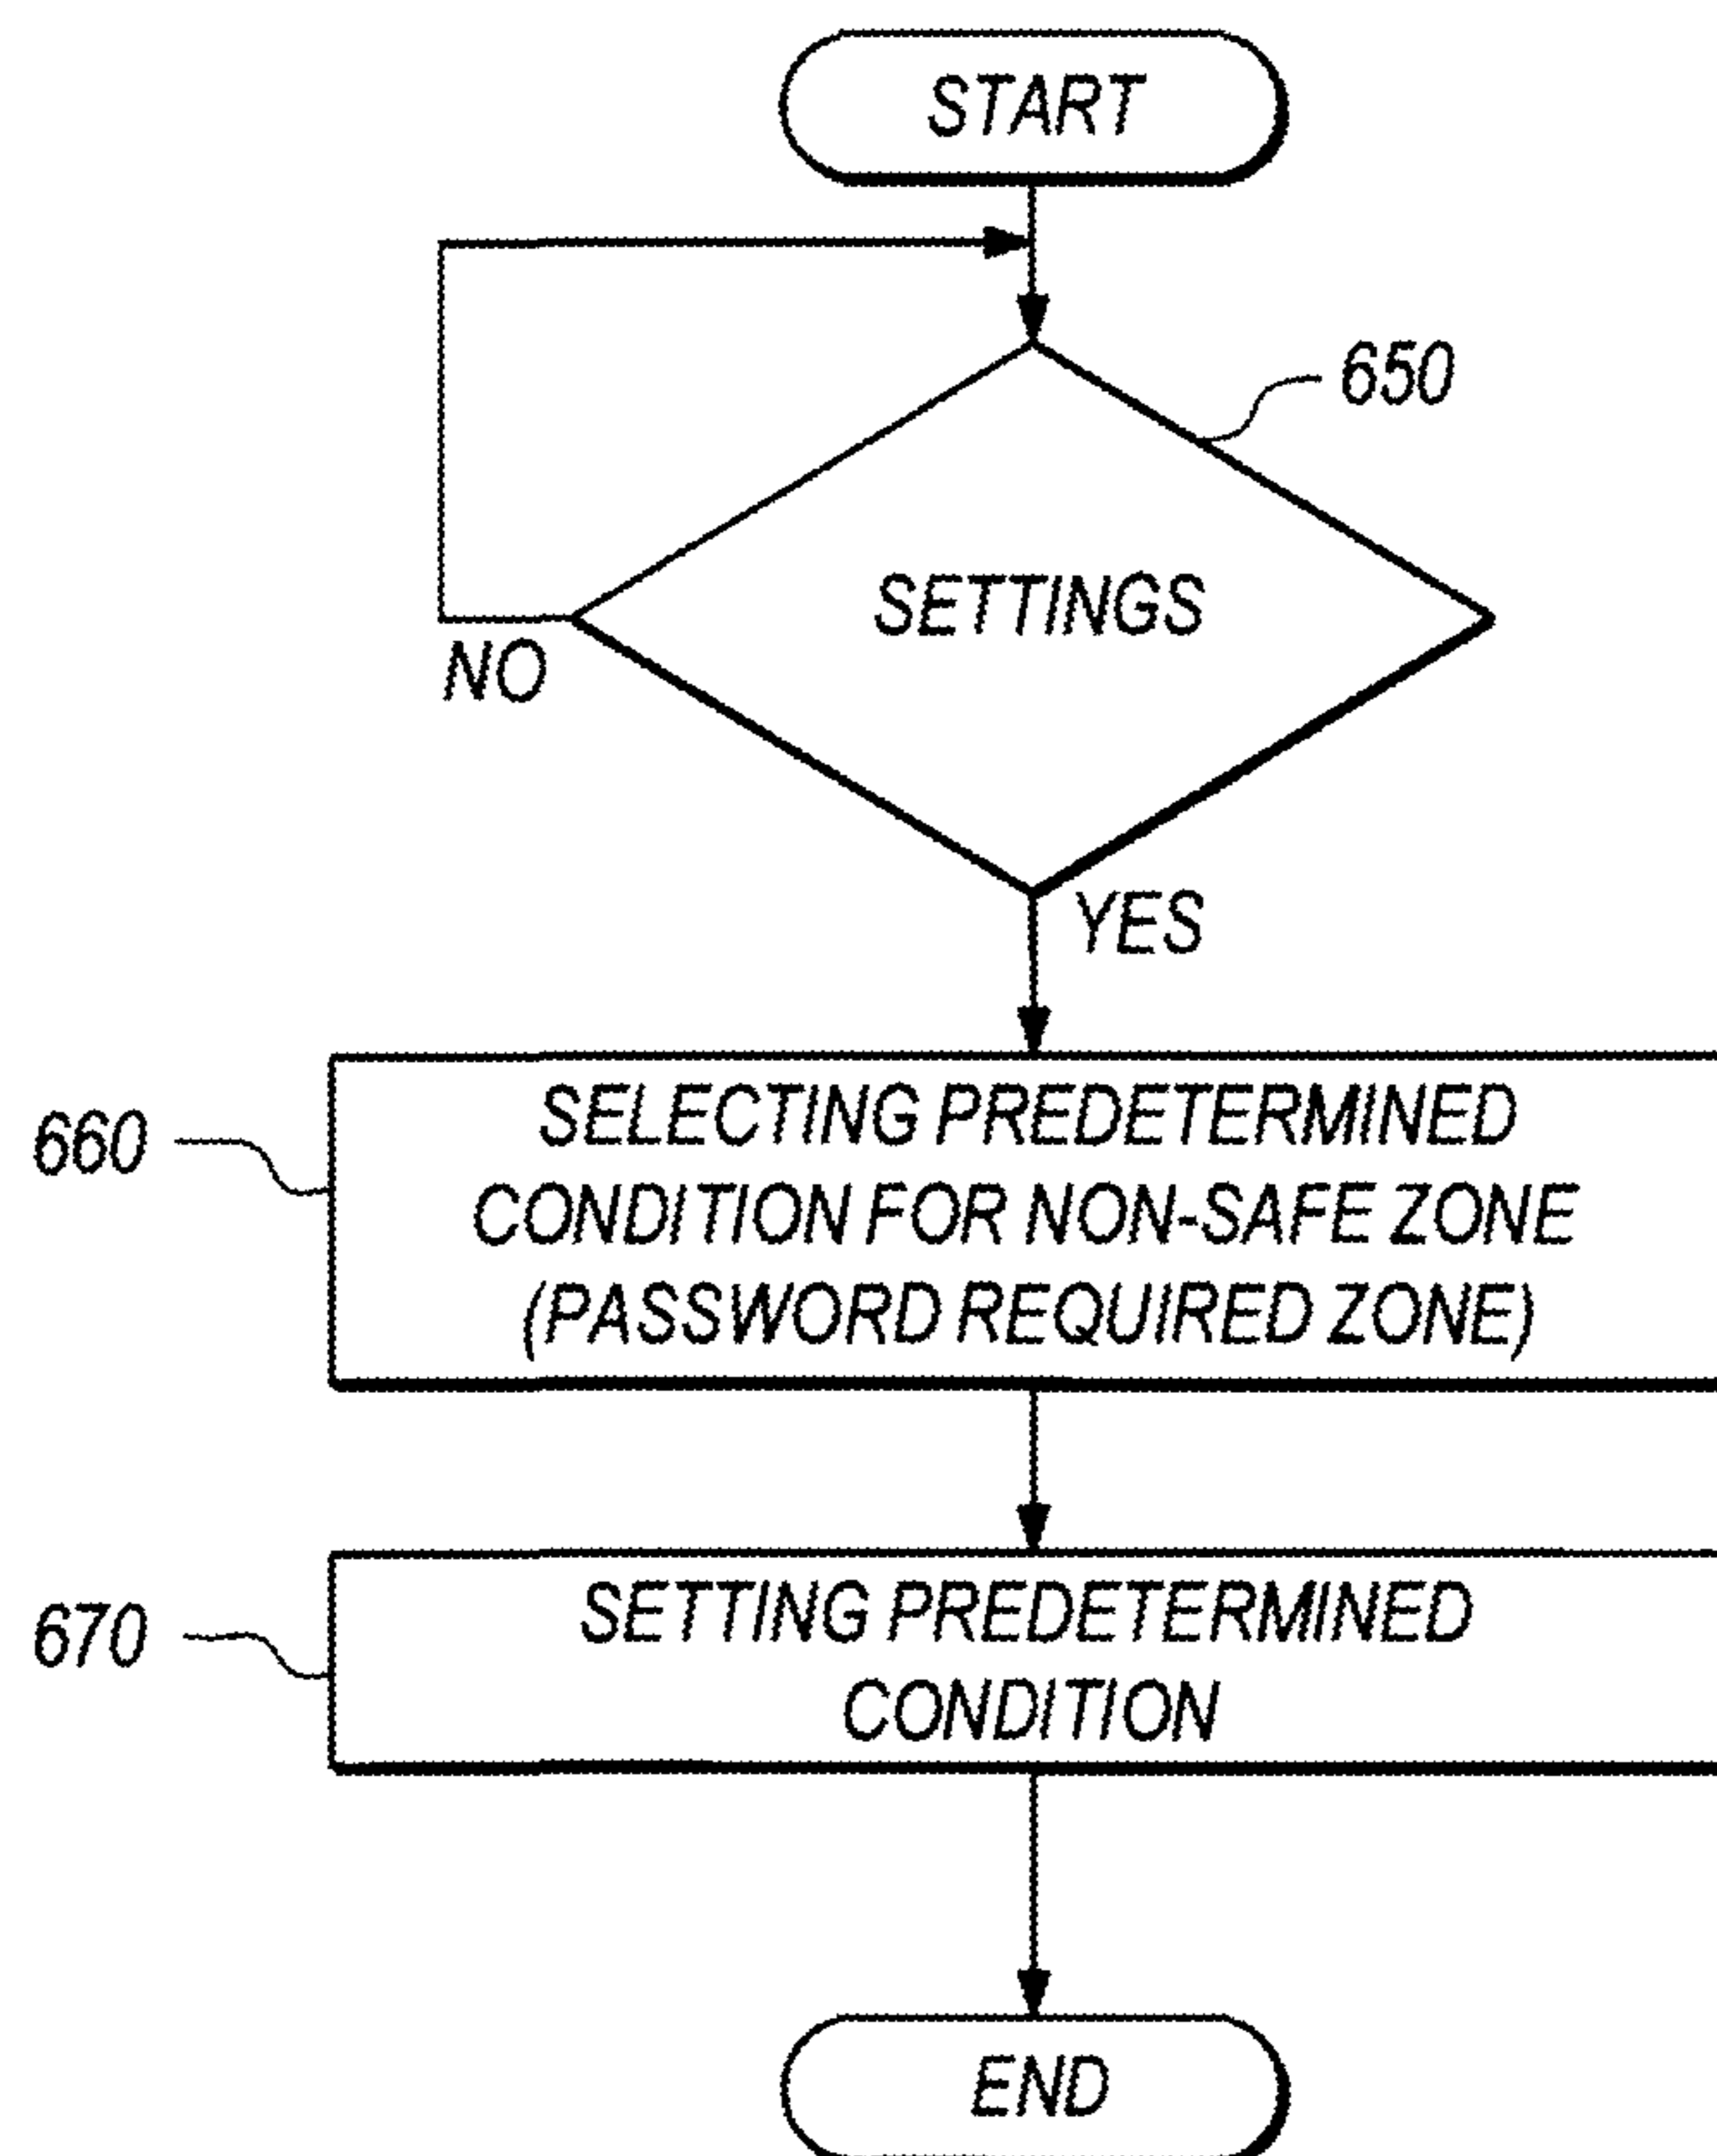 START
650
SETTINGS
NO
YES
660
SELECTING PREDETERMINED
CONDITION FOR NON-SAFE ZONE
(PASSWORD REQUIRED ZONE)
670
SETTING PREDETERMINED
CONDITION
END